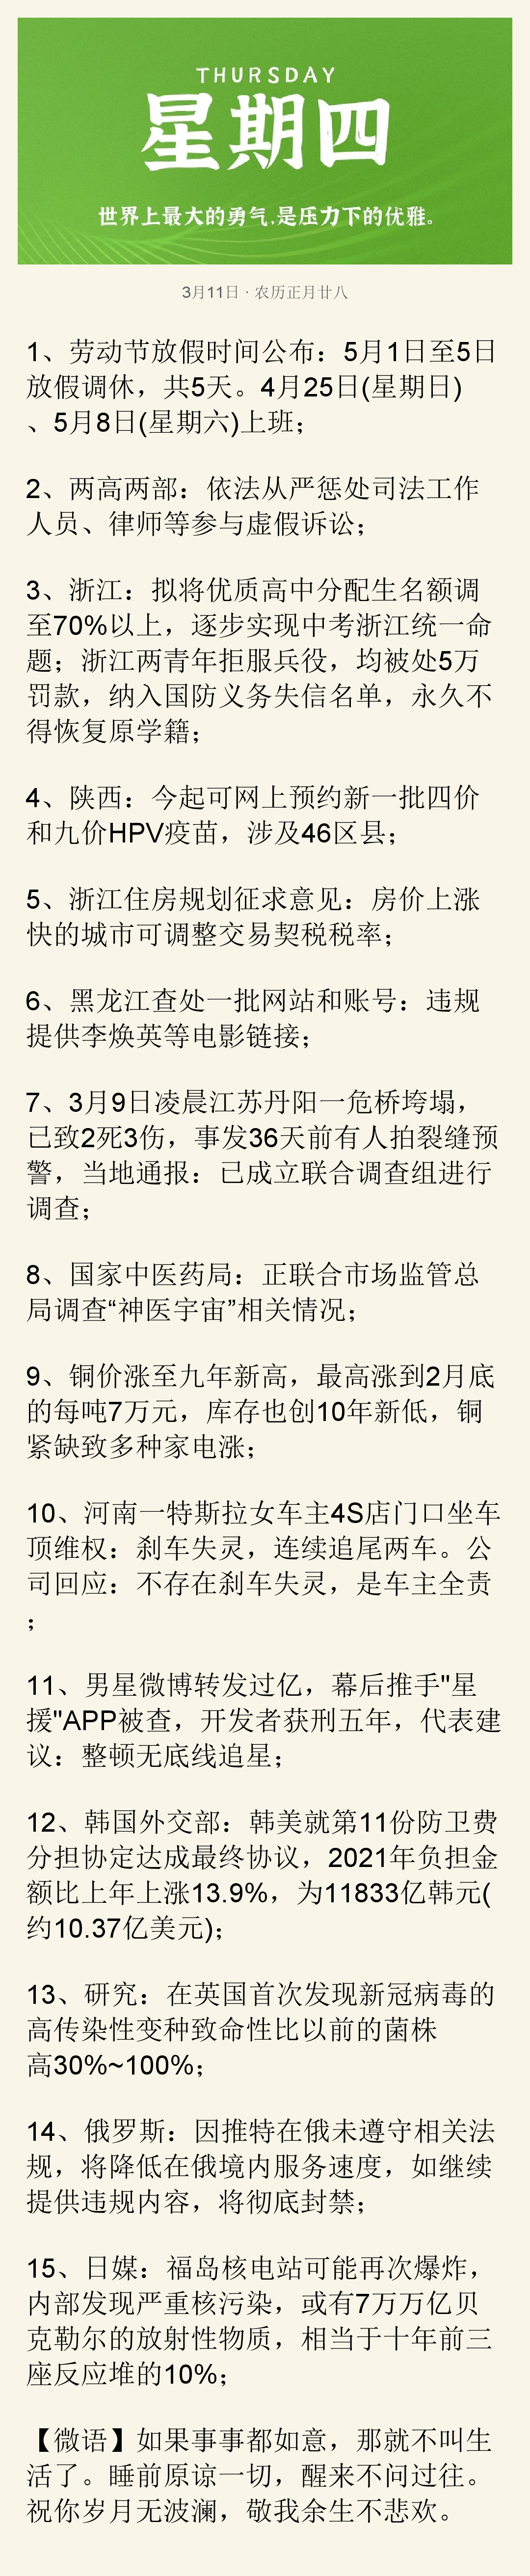 THURSDAY
星期四
世界上最大的勇气,是压力下的优雅。
3月11日 · 农历正月廿八
1、劳动节放假时间公布：5月1日至5日
放假调休，共5天。4月25日(星期日)
、5月8日(星期六)上班；
2、两高两部：依法从严惩处司法工作
人员、律师等参与虚假诉讼；
3、浙江：拟将优质高中分配生名额调
至70%以上，逐步实现中考浙江统一命
题；浙江两青年拒服兵役，均被处5万
罚款，纳入国防义务失信名单，永久不
得恢复原学籍；
4、陕西：今起可网上预约新一批四价
和九价HPV疫苗，涉及46区县；
5、浙江住房规划征求意见：房价上涨
快的城市可调整交易契税税率；
6、黑龙江查处一批网站和账号：违规
提供李焕英等电影链接；
7、3月9日凌晨江苏丹阳一危桥垮塌，
已致2死3伤，事发36天前有人拍裂缝预
警，当地通报：已成立联合调查组进行
调查；
8、国家中医药局：正联合市场监管总
局调查“神医宇宙”相关情况；
9、铜价涨至九年新高，最高涨到2月底
的每吨7万元，库存也创10年新低，铜
紧缺致多种家电涨；
10、河南一特斯拉女车主4S店门口坐车
顶维权：刹车失灵，连续追尾两车。公
司回应：不存在刹车失灵，是车主全责
；
11、男星微博转发过亿，幕后推手"星
援"APP被查，开发者获刑五年，代表建
议：整顿无底线追星；
12、韩国外交部：韩美就第11份防卫费
分担协定达成最终协议，2021年负担金
额比上年上涨13.9%，为11833亿韩元(
约10.37亿美元)；
13、研究：在英国首次发现新冠病毒的
高传染性变种致命性比以前的菌株
高30%~100%；
14、俄罗斯：因推特在俄未遵守相关法
规，将降低在俄境内服务速度，如继续
提供违规内容，将彻底封禁；
15、日媒：福岛核电站可能再次爆炸，
内部发现严重核污染，或有7万万亿贝
克勒尔的放射性物质，相当于十年前三
座反应堆的10%；
【微语】如果事事都如意，那就不叫生
活了。睡前原谅一切，醒来不问过往。
祝你岁月无波澜，敬我余生不悲欢。